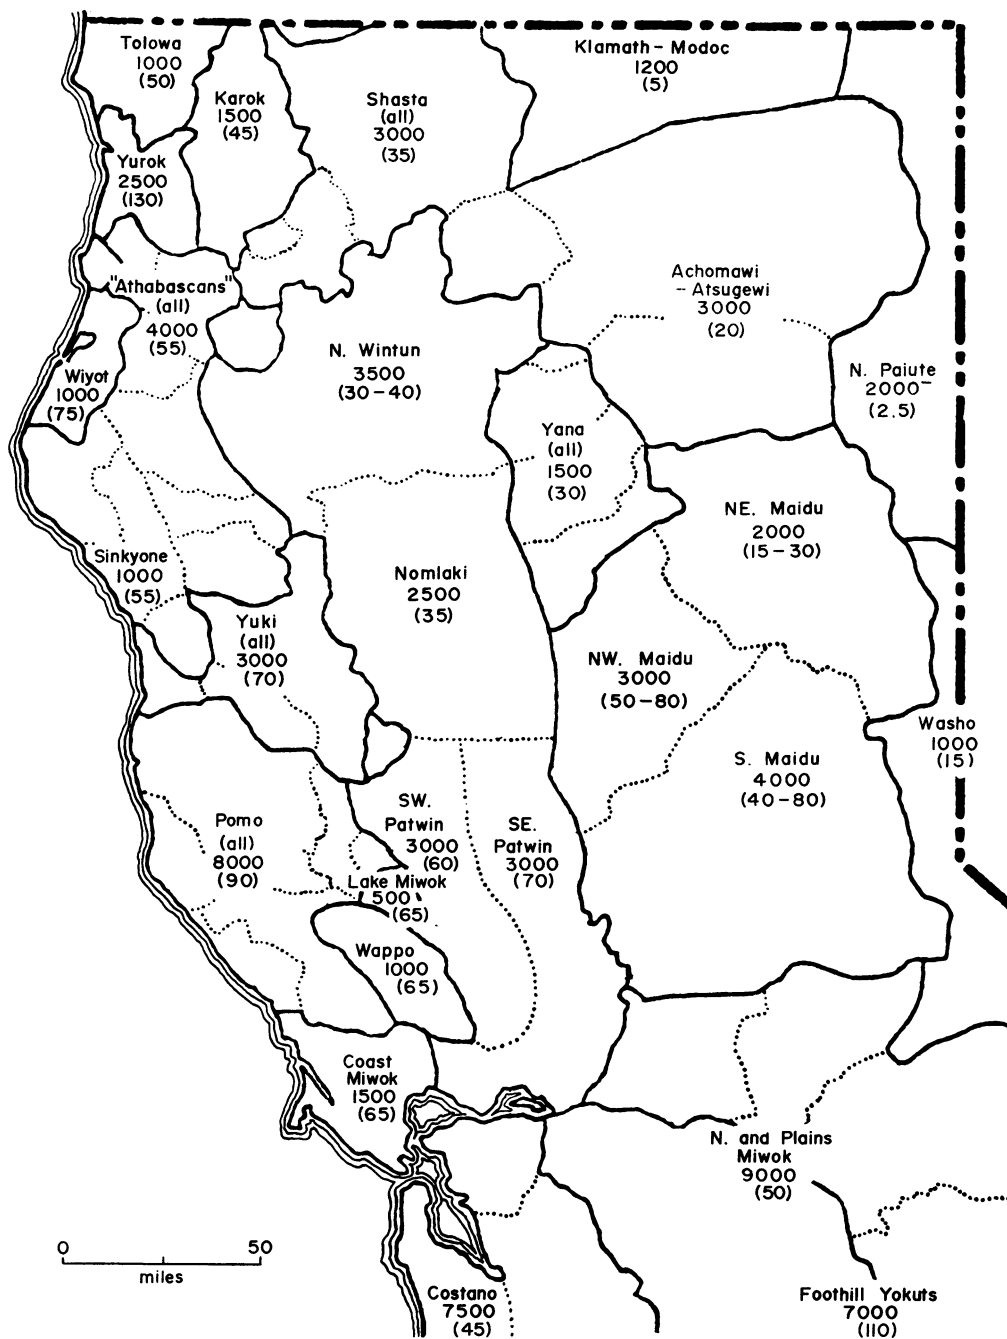 Tolowa
1000
(50)
Karok
1500
(45)
Shasta
(all)
3000
(35)
Klamath – Modoc
1200
(5)
Yurok
2500
(130)
"Athabascans"
(all)
4000
(55)
Achomawi
– Atsugewi
3000
(20)
Wiyot
1000
(75)
N. Wintun
3500
(30–40)
N. Paiute
2000–
(2.5)
Yana
(all)
1500
(30)
NE. Maidu
2000
(15–30)
Sinkyone
1000
(55)
Nomlaki
2500
(35)
Yuki
(all)
3000
(70)
NW. Maidu
3000
(50–80)
Washo
1000
(15)
S. Maidu
4000
(40–80)
Pomo
(all)
8000
(90)
SW.
Patwin
3000
(60)
SE.
Patwin
3000
(70)
Lake Miwok
500
(65)
Wappo
1000
(65)
Coast
Miwok
1500
(65)
N. and Plains
Miwok
9000
(50)
0 50
miles
Costano
7500
(45)
Foothill Yokuts
7000
(110)